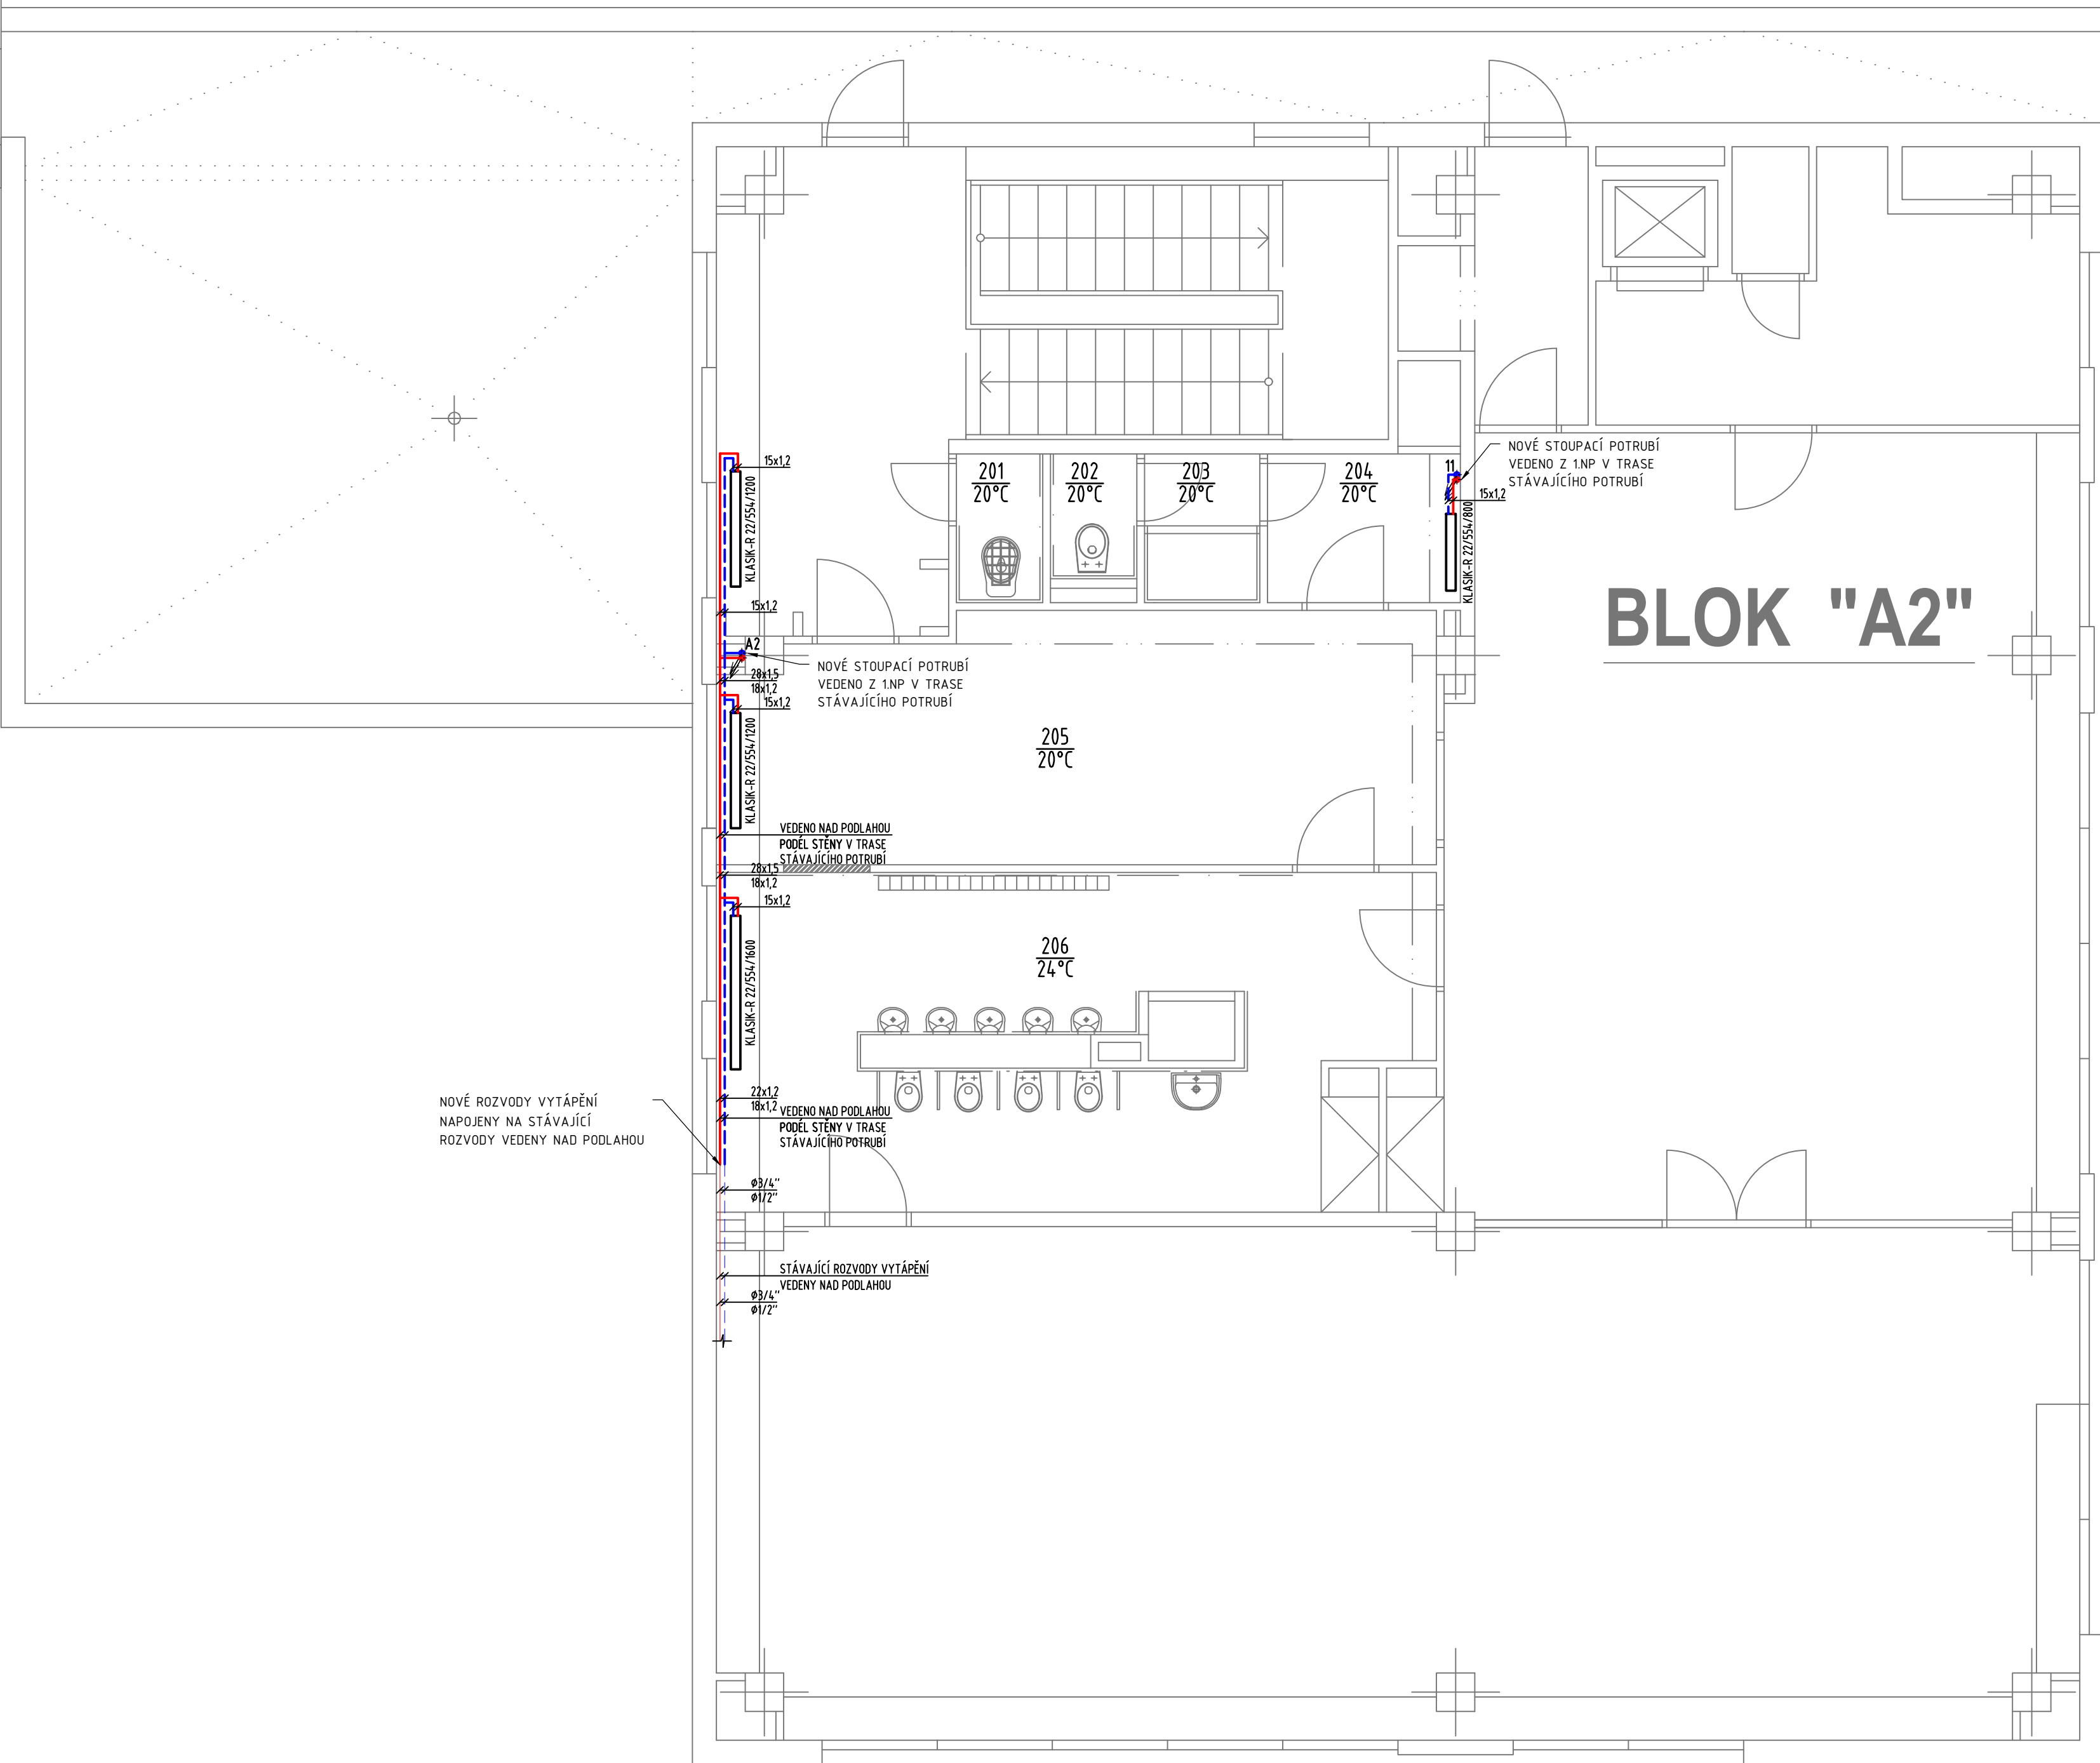 15x1,2
KLASIK-R 22/554/1200
15x1,2
A2
28x1,5
18x1,2
15x1,2
KLASIK-R 22/554/1200
NOVÉ STOUPACÍ POTRUBÍ
VEDENO Z 1.NP V TRASE
STÁVAJÍCÍHO POTRUBÍ
201
20°C
202
20°C
203
20°C
204
20°C
11
15x1,2
KLASIK-R 22/554/800
NOVÉ STOUPACÍ POTRUBÍ
VEDENO Z 1.NP V TRASE
STÁVAJÍCÍHO POTRUBÍ
BLOK "A2"
205
20°C
VEDENO NAD PODLAHOU
PODÉL STĚNY V TRASE
STÁVAJÍCÍHO POTRUBÍ
28x1,5
18x1,2
15x1,2
KLASIK-R 22/554/1600
206
24°C
22x1,2
18x1,2
VEDENO NAD PODLAHOU
PODÉL STĚNY V TRASE
STÁVAJÍCÍHO POTRUBÍ
NOVÉ ROZVODY VYTÁPĚNÍ
NAPOJENY NA STÁVAJÍCÍ
ROZVODY VEDENY NAD PODLAHOU
ø3/4"
ø1/2"
STÁVAJÍCÍ ROZVODY VYTÁPĚNÍ
VEDENY NAD PODLAHOU
ø3/4"
ø1/2"